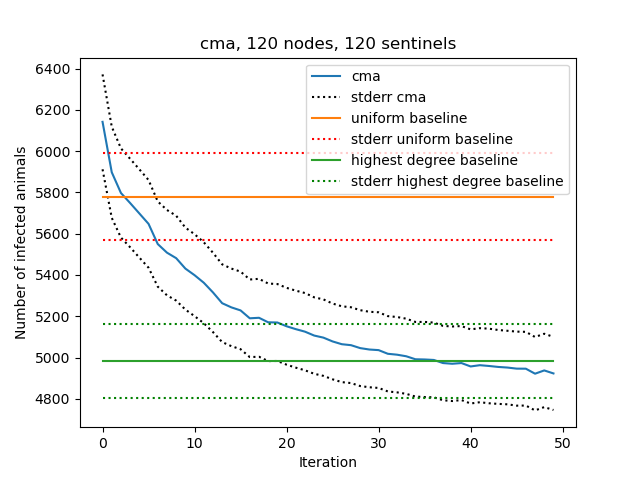 cma, 120 nodes, 120 sentinels
cma
stderr cma
uniform baseline
stderr uniform baseline
highest degree baseline
stderr highest degree baseline
Number of infected animals
6400
6200
6000
5800
5600
5400
5200
5000
4800
0 10 20 30 40 50
Iteration